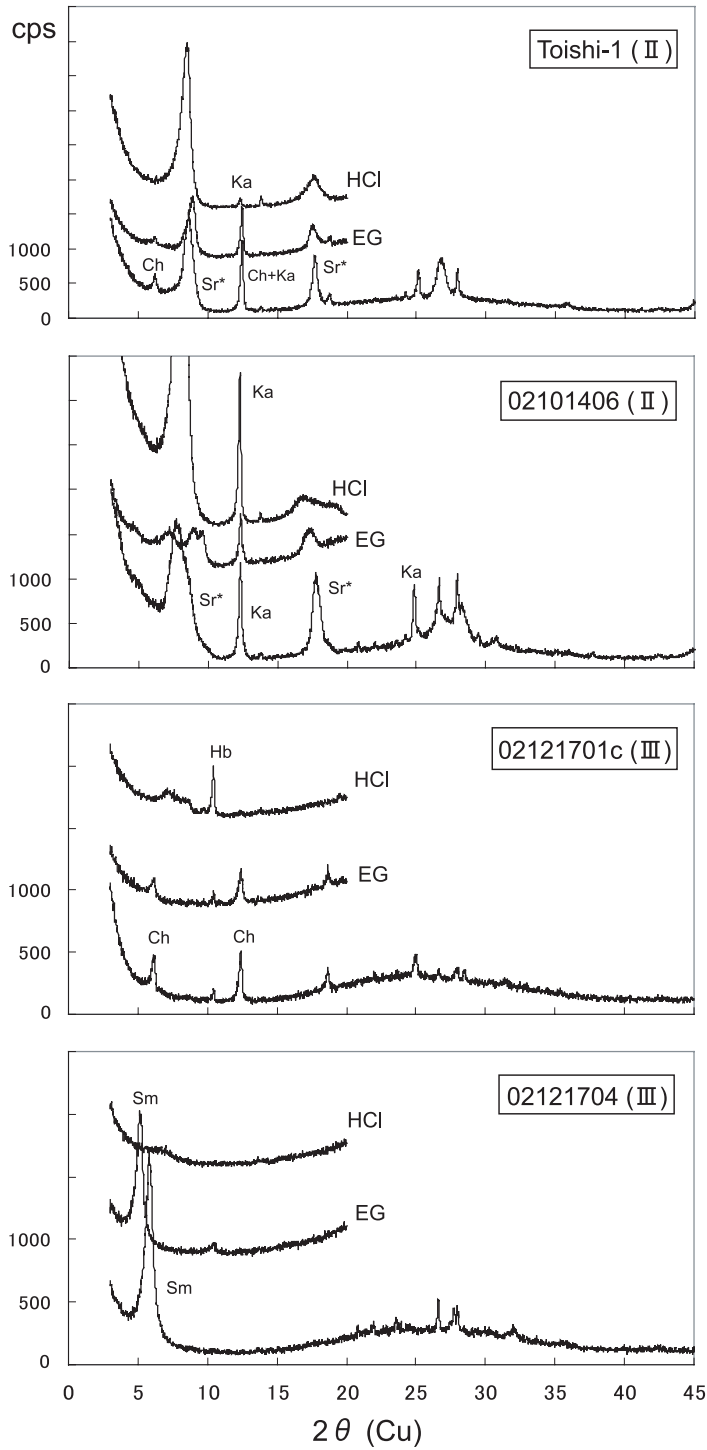 cps
Toishi-1 (Ⅱ)
HCl
Ka
EG
1000
Ch
Sr*
Ch+Ka
Sr*
500
0
45
02101406 (Ⅱ)
Ka
HCl
EG
1000
Sr*
Ka
Sr*
Ka
500
0
02121701c (Ⅲ)
Hb
HCl
EG
1000
Ch
Ch
500
0
02121704 (Ⅲ)
Sm
HCl
EG
1000
Sm
500
0
0 5 10 15 20 25 30 35 40 45
2θ (Cu)